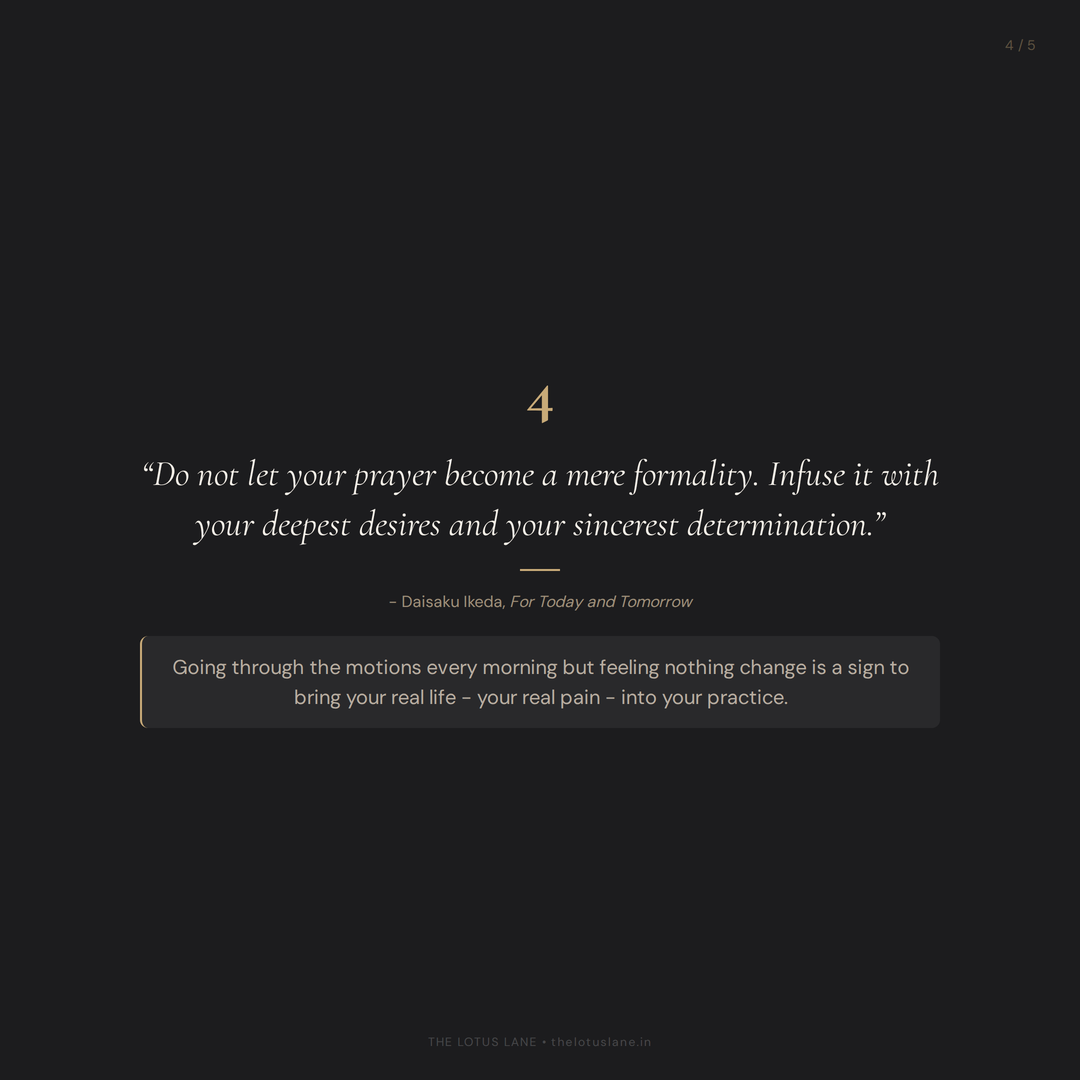 4 / 5
4
“Do not let your prayer become a mere formality. Infuse it with
your deepest desires and your sincerest determination.”
– Daisaku Ikeda, For Today and Tomorrow
Going through the motions every morning but feeling nothing change is a sign to
bring your real life – your real pain – into your practice.
THE LOTUS LANE • thelotuslane.in